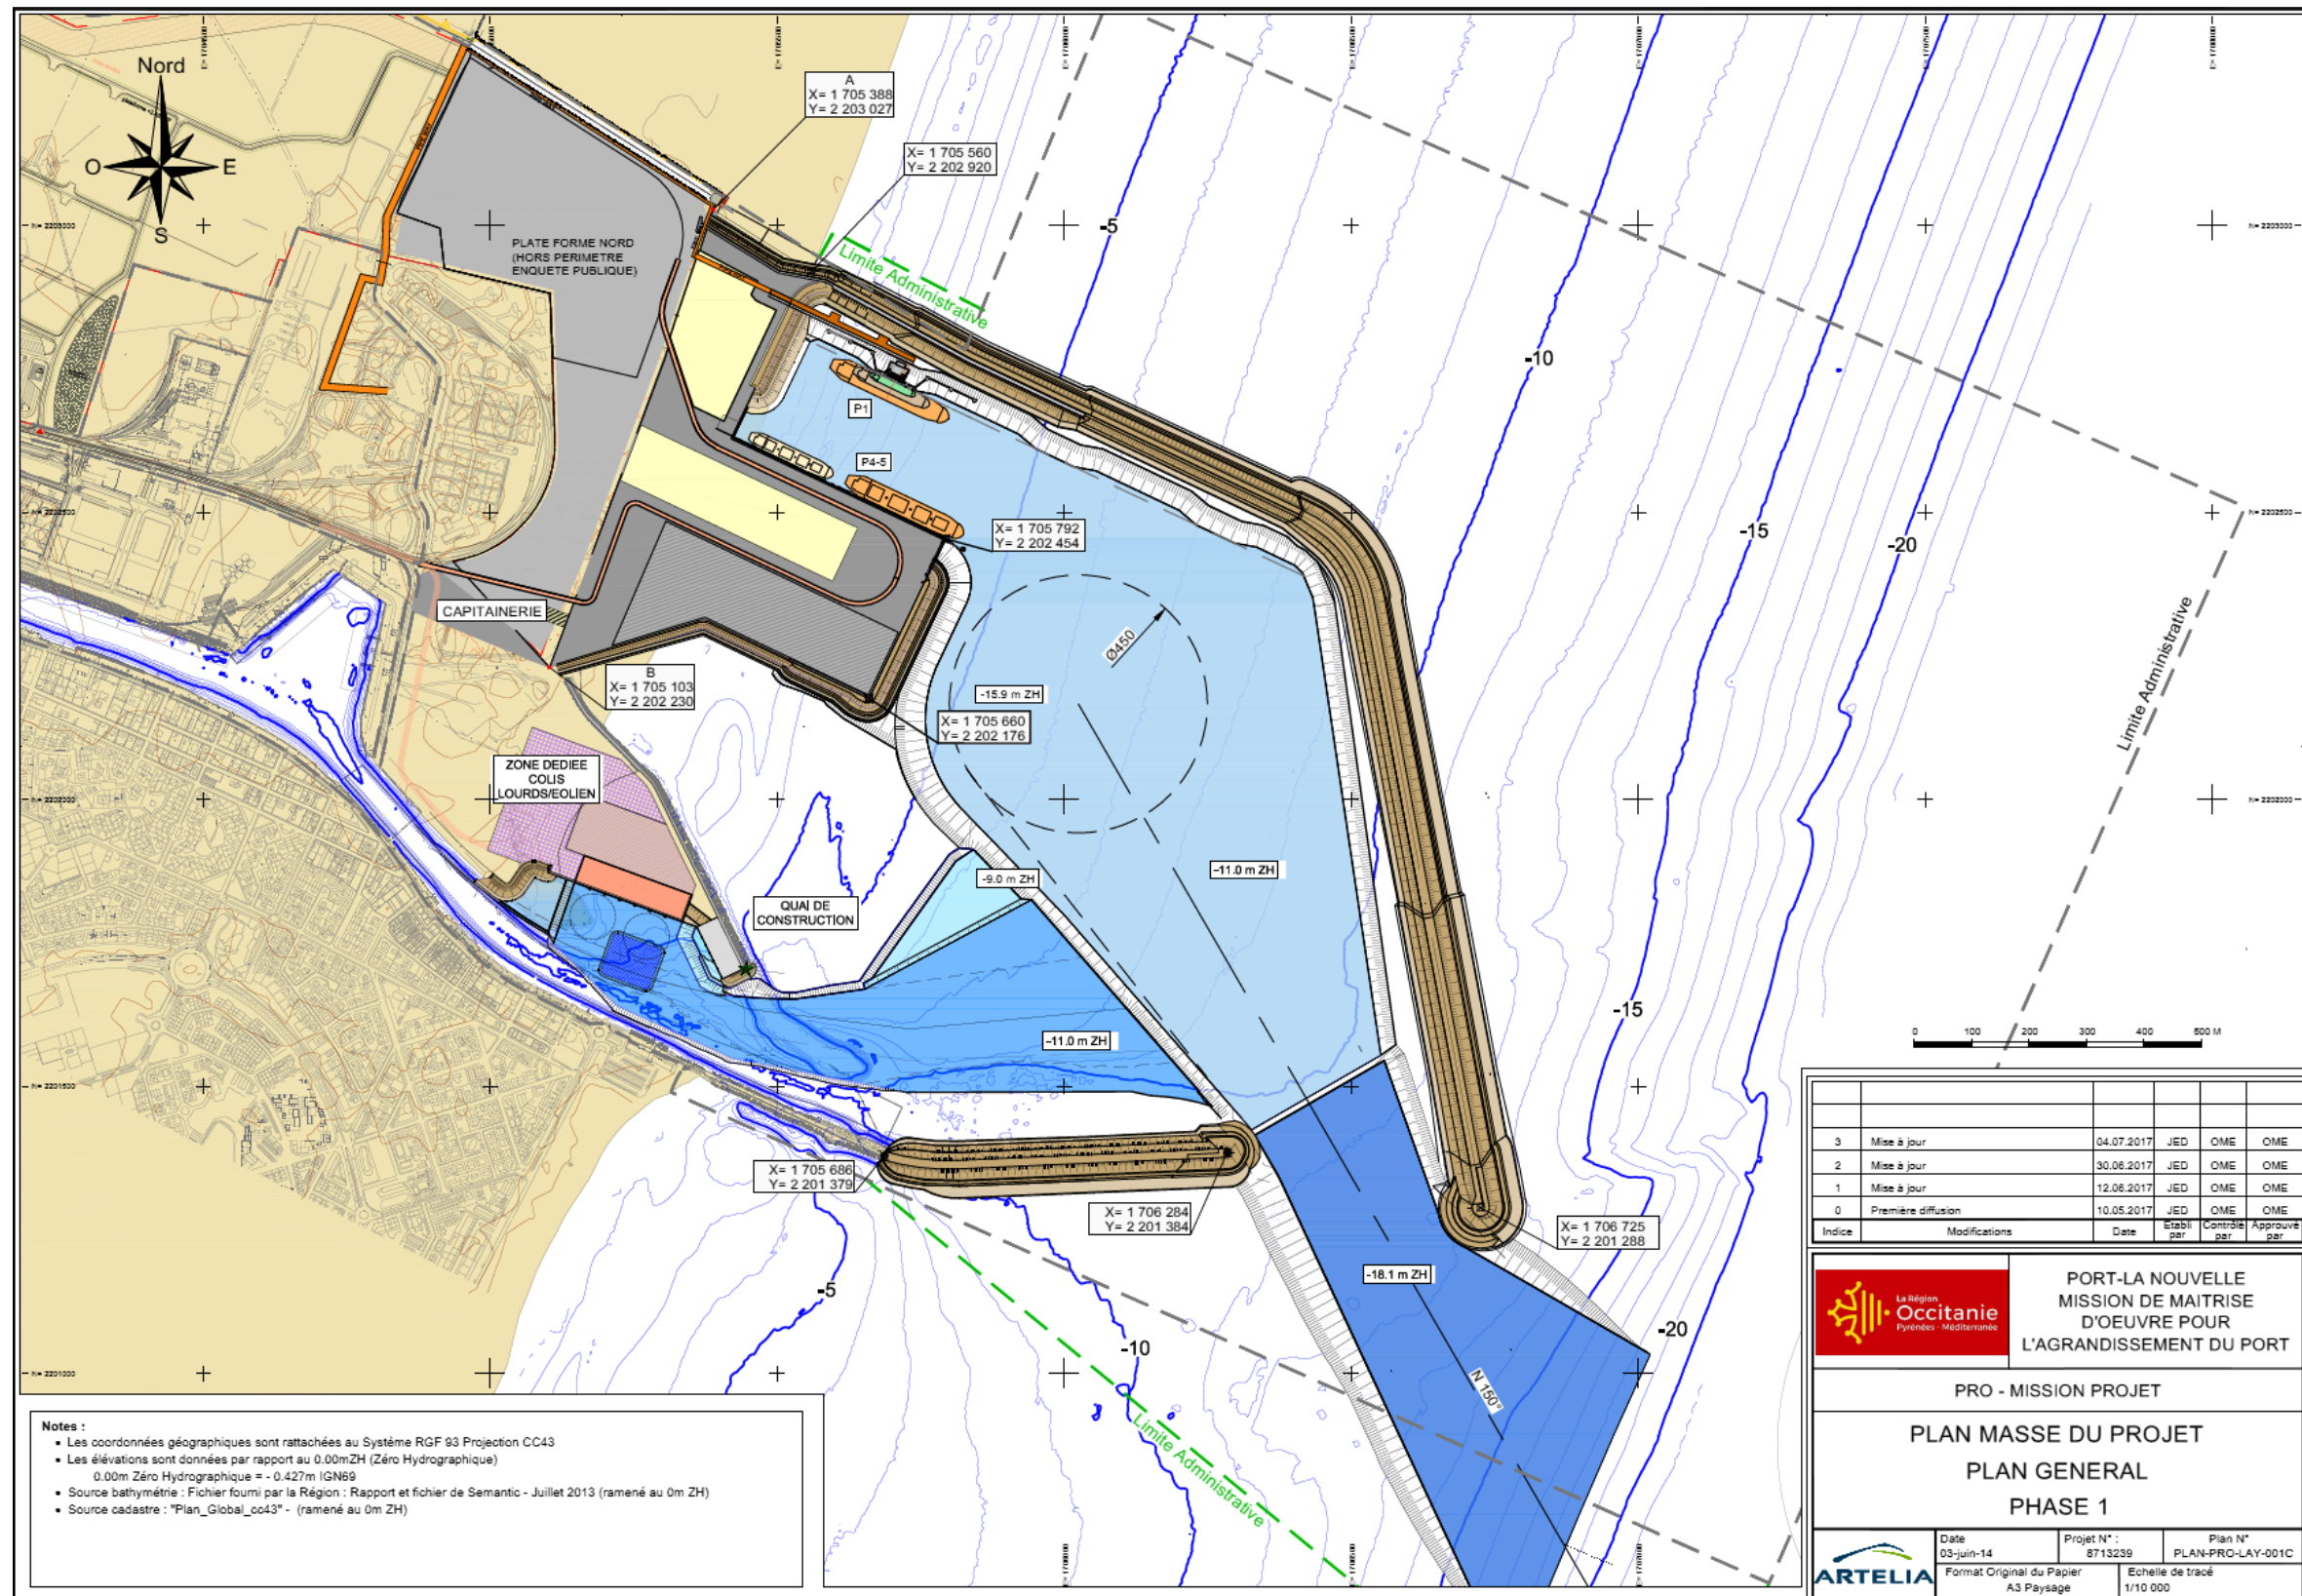 Nord
O
E
S
A
X= 1 705 388
Y= 2 203 027
X= 1 705 560
Y= 2 202 920
PLATE FORME NORD
(HORS PERIMETRE
ENQUETE PUBLIQUE)
Limite Administrative
-5
-10
-15
-20
P1
P4-5
X= 1 705 792
Y= 2 202 454
CAPITAINERIE
Ø450
B
X= 1 705 103
Y= 2 202 230
-15.9 m ZH
X= 1 705 660
Y= 2 202 176
Limite Administrative
ZONE DEDIEE
COLIS
LOURDS/EOLIEN
-9.0 m ZH
-11.0 m ZH
QUAI DE
CONSTRUCTION
-15
-11.0 m ZH
0 100 200 300 400 500 M
X= 1 705 686
Y= 2 201 379
X= 1 706 284
Y= 2 201 384
X= 1 706 725
Y= 2 201 288
-5
-10
-18.1 m ZH
-20
N 150°
Limite Administrative
N= 2203000
N= 2202500
N= 2202000
N= 2201500
N= 2201000
N= 2203000
N= 2202500
N= 2202000
E= 1706000
E= 1706500
E= 1707000
Notes :
• Les coordonnées géographiques sont rattachées au Système RGF 93 Projection CC43
• Les élévations sont données par rapport au 0.00mZH (Zéro Hydrographique)
0.00m Zéro Hydrographique = - 0.427m IGN69
• Source bathymétrie : Fichier fourni par la Région : Rapport et fichier de Semantic - Juillet 2013 (ramené au 0m ZH)
• Source cadastre : "Plan_Global_cc43" - (ramené au 0m ZH)
3 Mise à jour 04.07.2017 JED OME OME
2 Mise à jour 30.06.2017 JED OME OME
1 Mise à jour 12.06.2017 JED OME OME
0 Première diffusion 10.05.2017 JED OME OME
Indice Modifications Date Etabli par Contrôlé par Approuvé par
La Région
Occitanie
Pyrénées - Méditerranée
PORT-LA NOUVELLE
MISSION DE MAITRISE
D'OEUVRE POUR
L'AGRANDISSEMENT DU PORT
PRO - MISSION PROJET
PLAN MASSE DU PROJET
PLAN GENERAL
PHASE 1
ARTELIA
Date
03-juin-14
Projet N° :
8713239
Plan N°
PLAN-PRO-LAY-001C
Format Original du Papier
A3 Paysage
Echelle de tracé
1/10 000